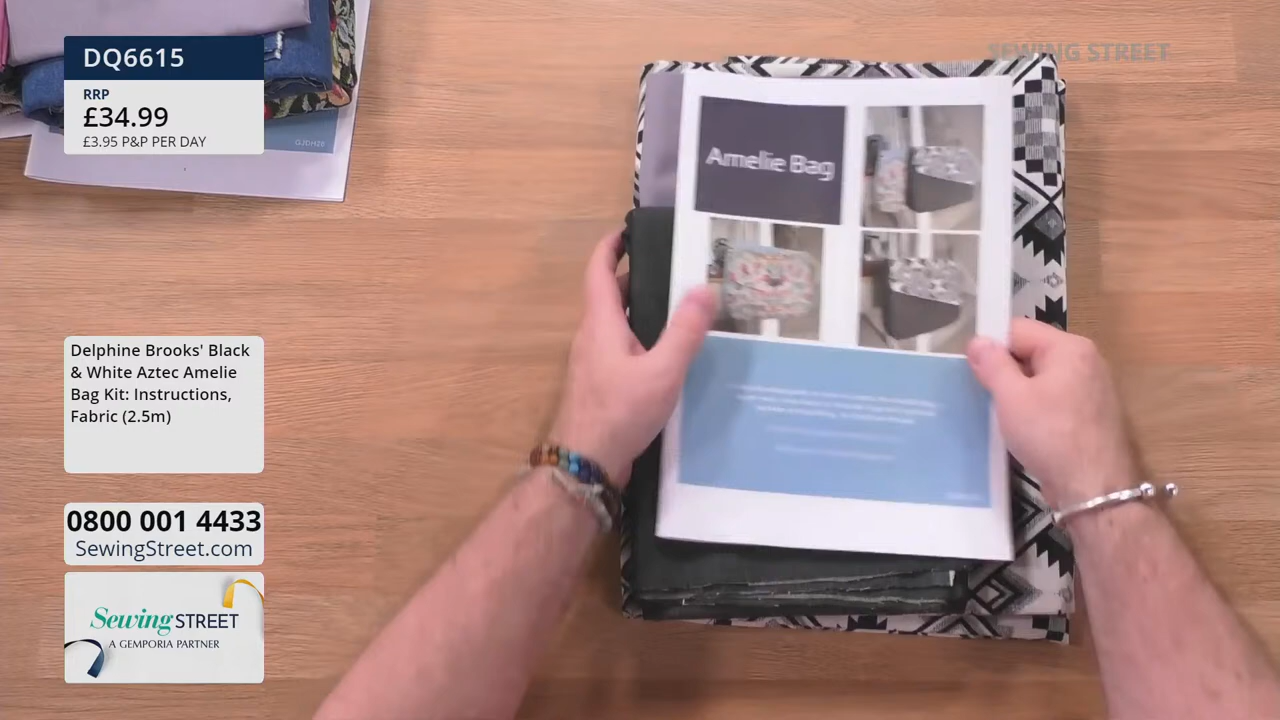 DQ6615
RRP
£34.99
£3.95 P&P PER DAY
SEWING STREET
GJDH26
Amelie Bag
Delphine Brooks' Black
& White Aztec Amelie
Bag Kit: Instructions,
Fabric (2.5m)
0800 001 4433
SewingStreet.com
Sewing STREET
A GEMPORIA PARTNER